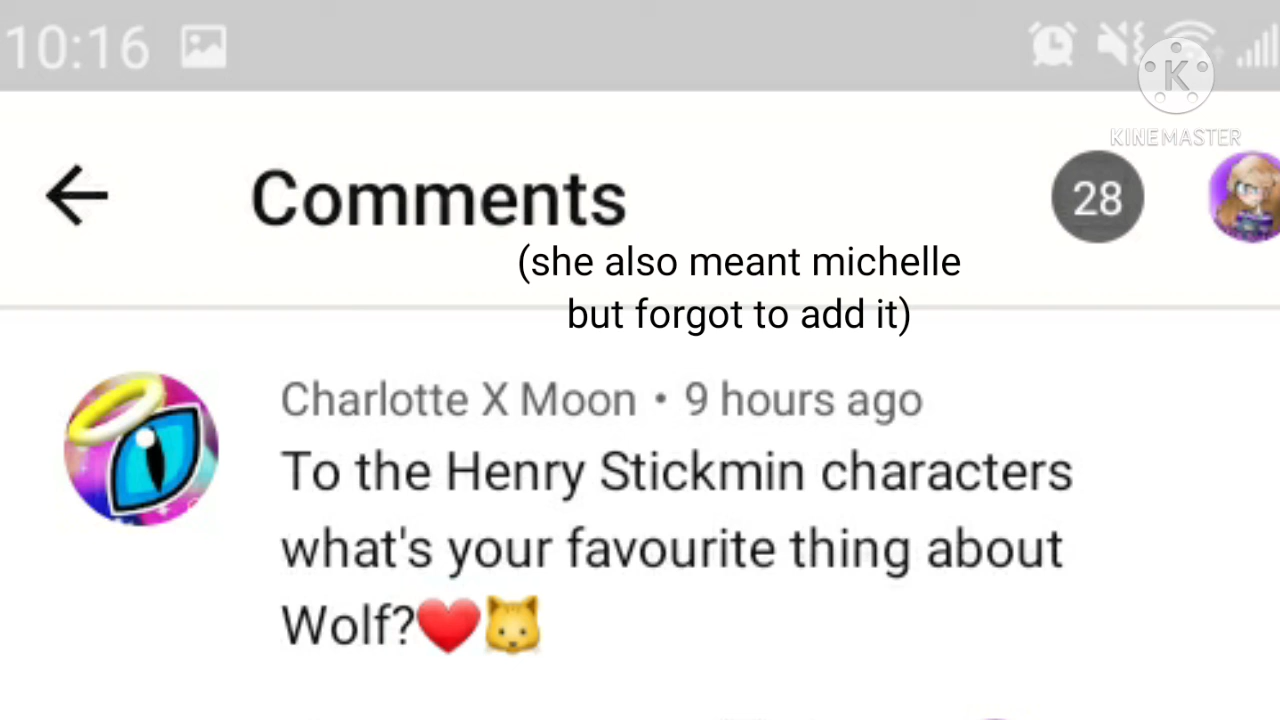 10:16
KINEMASTER
Comments
28
(she also meant michelle
but forgot to add it)
Charlotte X Moon • 9 hours ago
To the Henry Stickmin characters
what's your favourite thing about
Wolf?❤️🐱